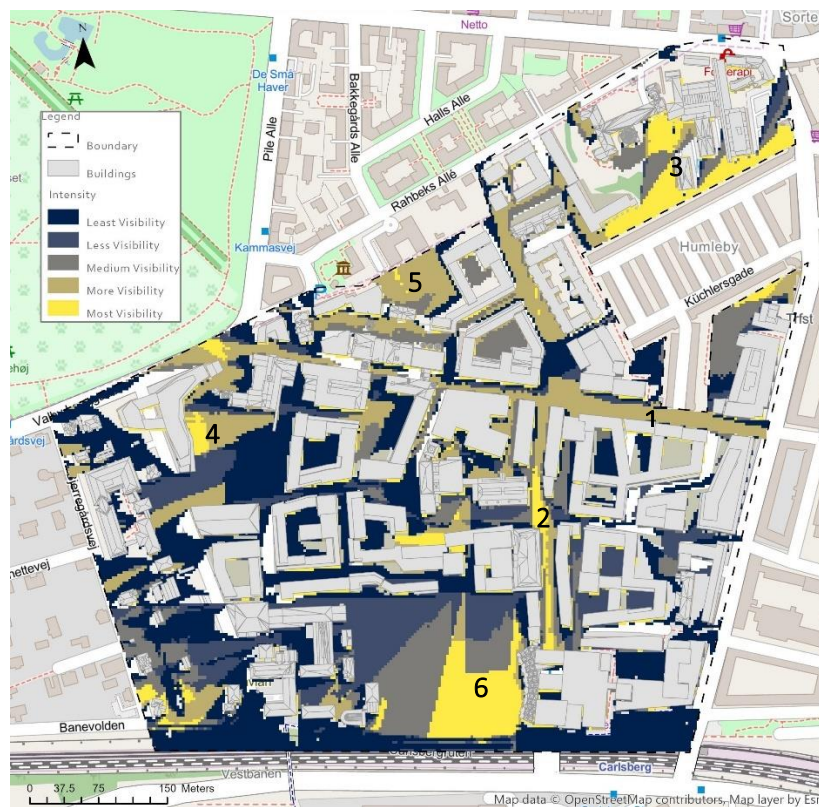 Netto
Sorte
N
De Små
Haver
Bakkegårds Alle
Halls Alle
Pile Alle
Rahbeks Allé
Kammasvej
Legend
Boundary
Buildings
Intensity
Least Visibility
Less Visibility
Medium Visibility
More Visibility
Most Visibility
3
Humleby
Küchlersgade
5
1
4
2
6
Banevolden
Vestbanen
Carlsberg
0 37.5 75 150 Meters
Map data © OpenStreetMap contributors, Map layer by Esri